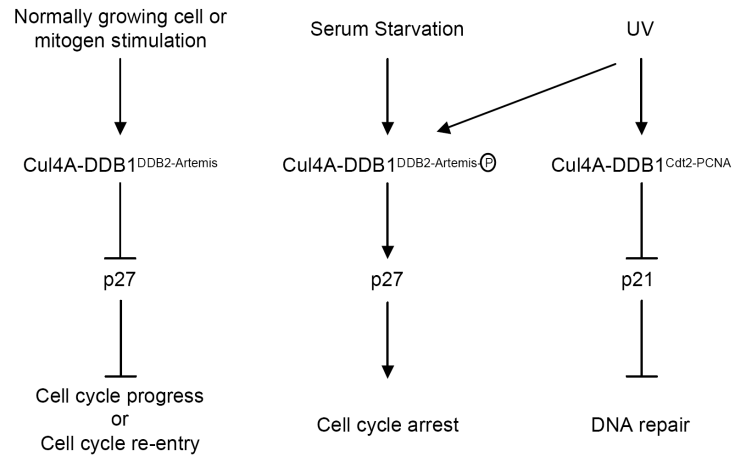 Normally growing cell or
mitogen stimulation
Serum Starvation
UV
Cul4A-DDB1DDB2-Artemis
Cul4A-DDB1DDB2-Artemis-P
Cul4A-DDB1Cdt2-PCNA
p27
p27
p21
Cell cycle progress
or
Cell cycle re-entry
Cell cycle arrest
DNA repair